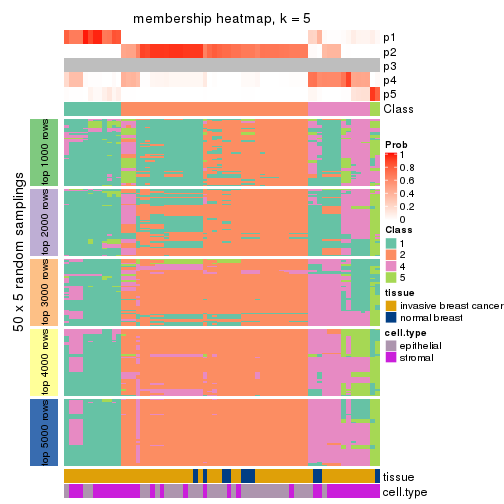 membership heatmap, k = 5
p1
p2
p3
p4
p5
Class
50 x 5 random samplings
top 1000 rows
top 2000 rows
top 3000 rows
top 4000 rows
top 5000 rows
tissue
cell.type
Prob
1
0.8
0.6
0.4
0.2
0
Class
1
2
4
5
tissue
invasive breast cancer
normal breast
cell.type
epithelial
stromal